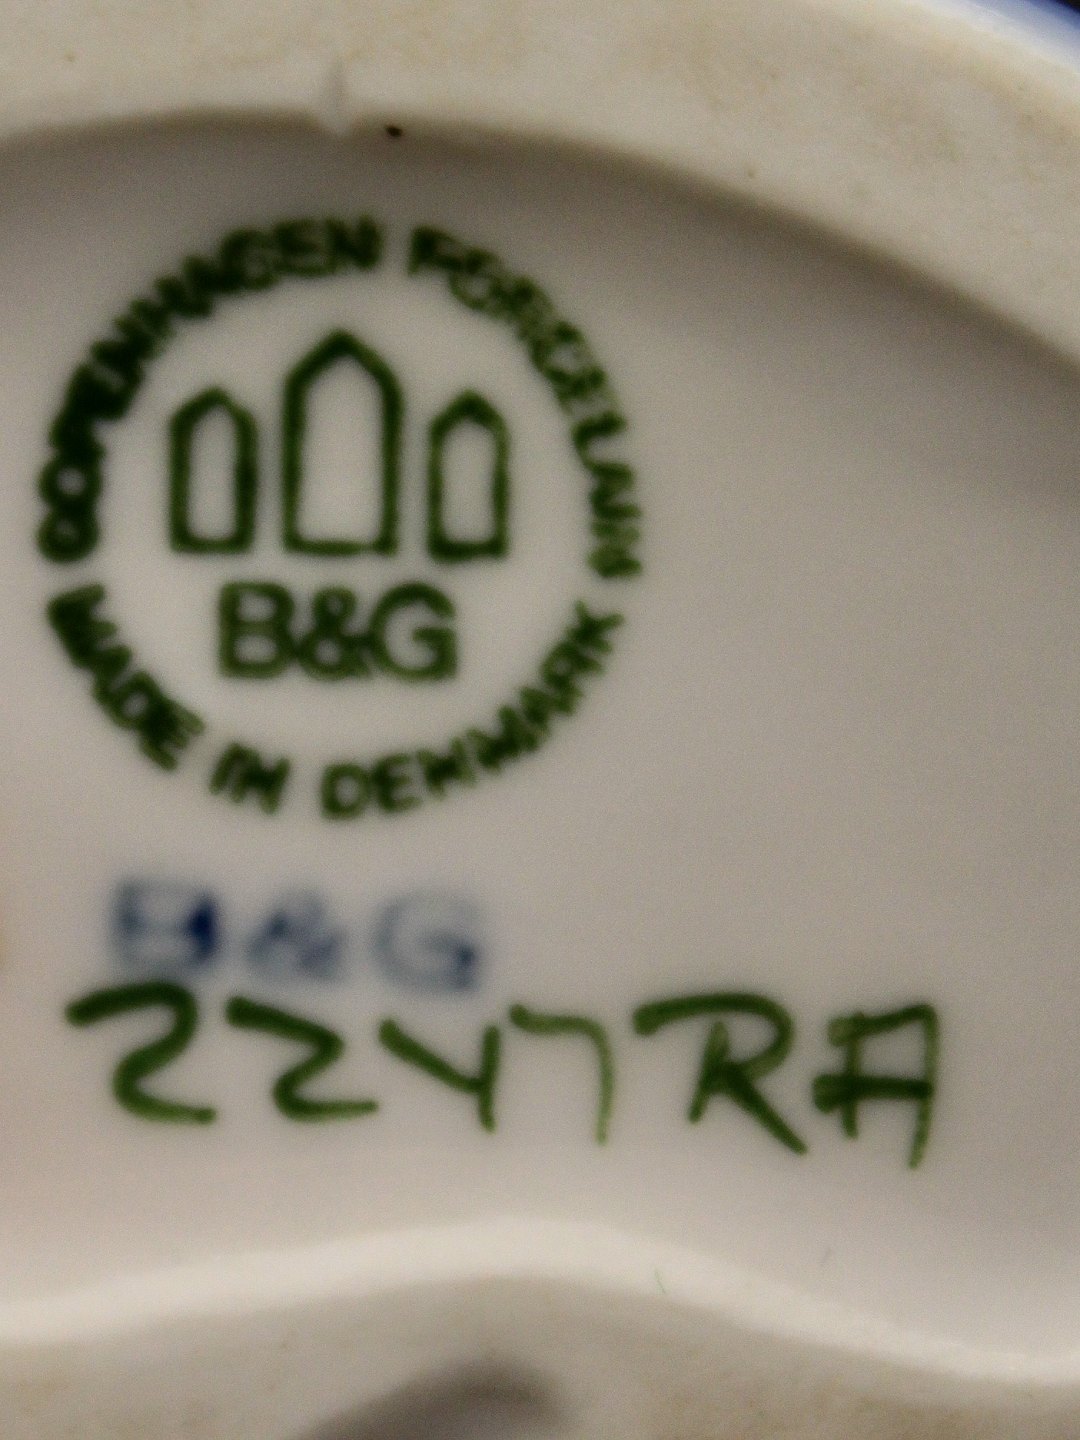 COPENHAGEN PORCELAIN
B&G
MADE IN DENMARK
B&G
2247RA